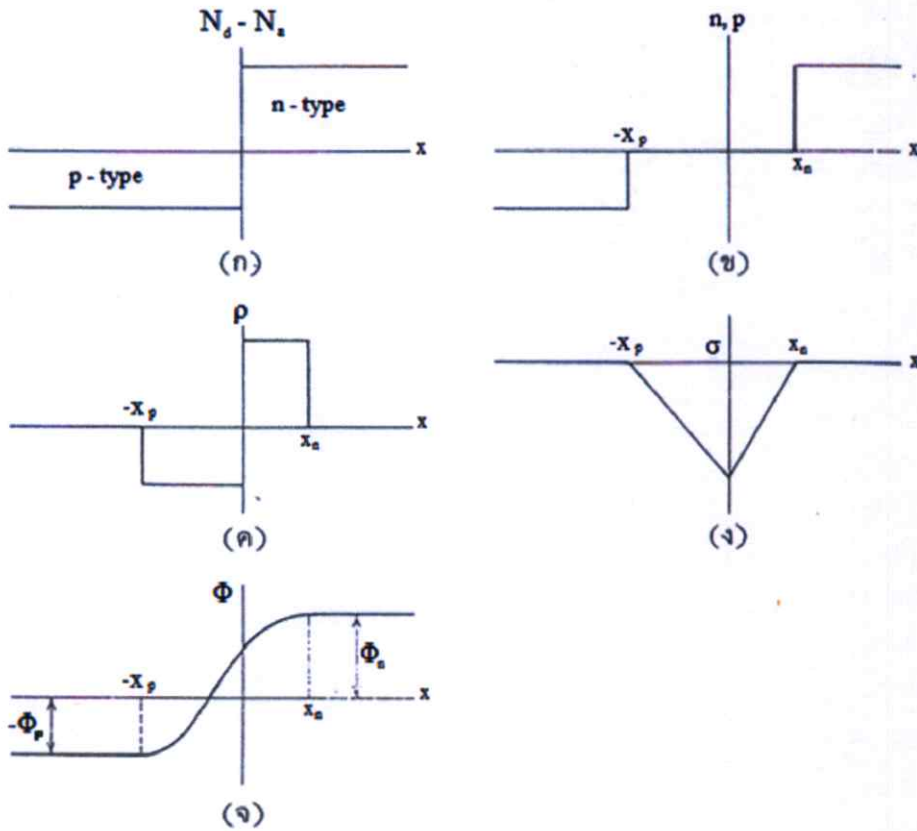 N_d - N_a
n - type
x
p - type
(ก)
n, p
-x_p
x_n
x
(ข)
ρ
-x_p
x_n
x
(ค)
-x_p
σ
x_n
x
(ง)
Φ
-x_p
Φ_n
x
x_n
-Φ_p
(จ)